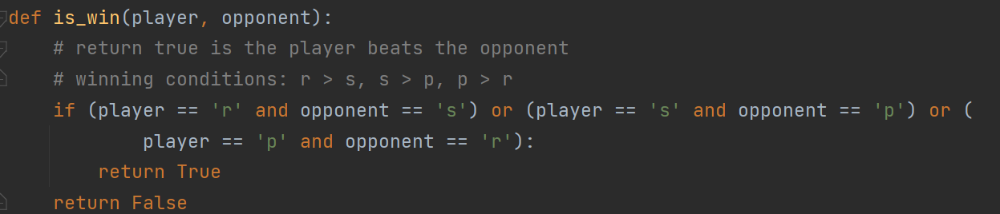 def is_win(player, opponent):
    # return true is the player beats the opponent
    # winning conditions: r > s, s > p, p > r
    if (player == 'r' and opponent == 's') or (player == 's' and opponent == 'p') or (
            player == 'p' and opponent == 'r'):
        return True
    return False